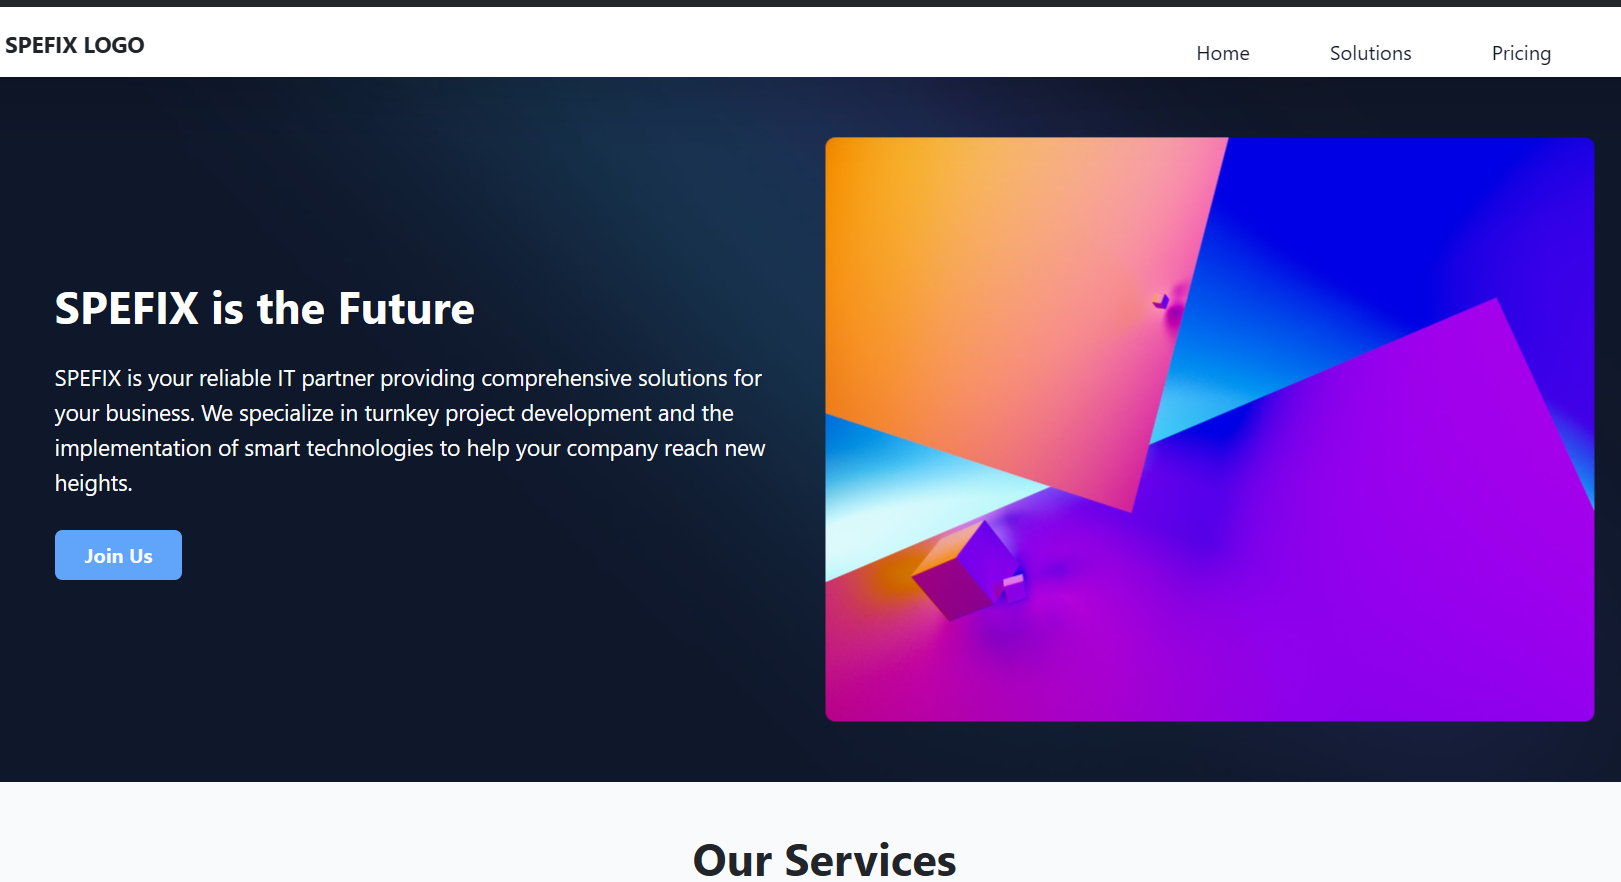 SPEFIX LOGO
Home Solutions Pricing
SPEFIX is the Future
SPEFIX is your reliable IT partner providing comprehensive solutions for
your business. We specialize in turnkey project development and the
implementation of smart technologies to help your company reach new
heights.
Join Us
Our Services